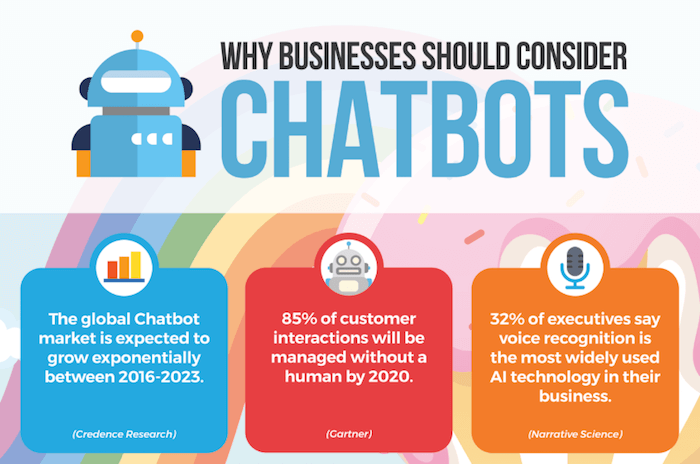 WHY BUSINESSES SHOULD CONSIDER
CHATBOTS
The global Chatbot
market is expected to
grow exponentially
between 2016-2023.
(Credence Research)
85% of customer
interactions will be
managed without a
human by 2020.
(Gartner)
32% of executives say
voice recognition is
the most widely used
AI technology in their
business.
(Narrative Science)